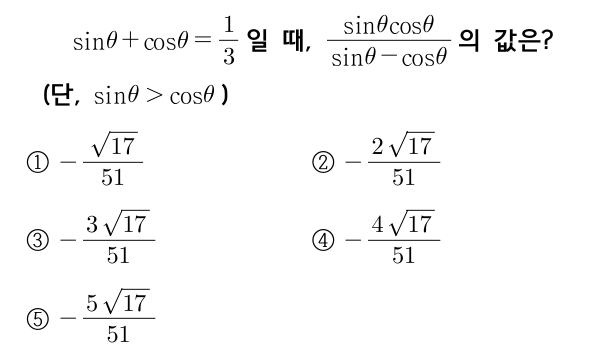 sinθ+cosθ=1/3일 때, sinθcosθ/(sinθ-cosθ)의 값은?
(단, sinθ > cosθ)
① -√17/51 ② -2√17/51
③ -3√17/51 ④ -4√17/51
⑤ -5√17/51